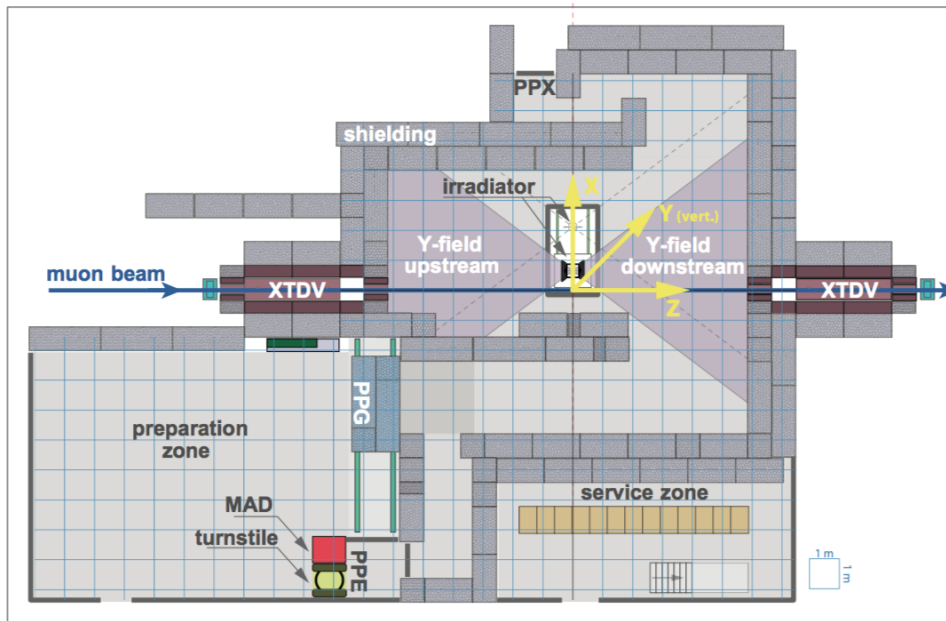 PPX
shielding
irradiator
X
Y (vert.)
Y-field
upstream
Y-field
downstream
muon beam
XTDV
XTDV
Z
PPG
preparation
zone
service zone
MAD
turnstile
PPE
1 m
1 m